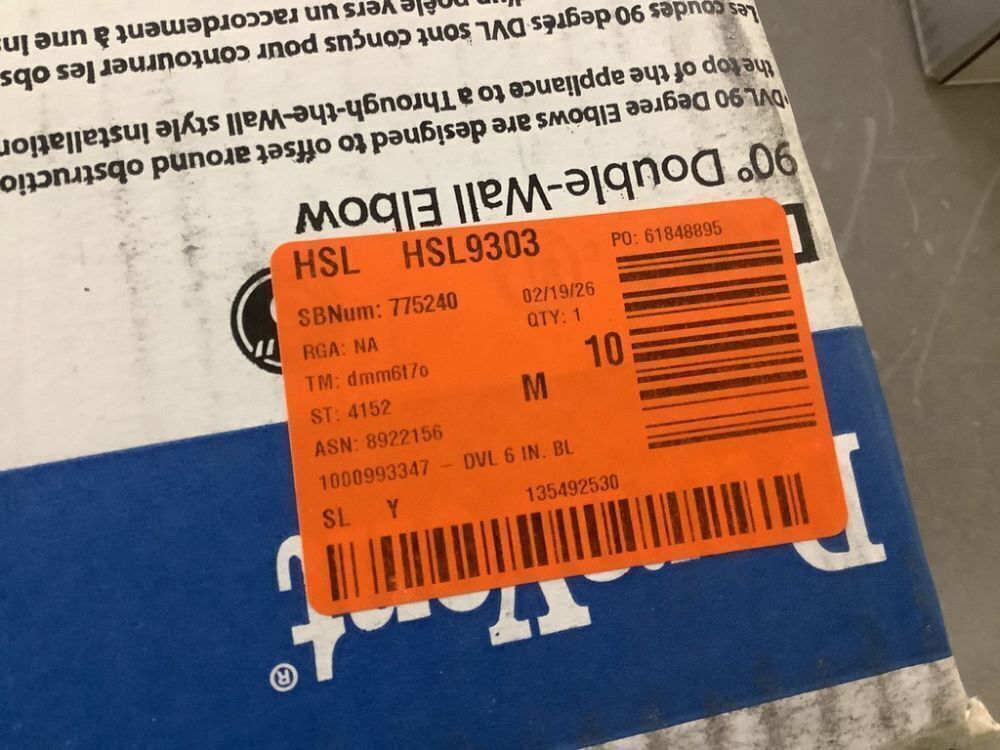 HSL HSL9303 PO: 61848895
SBNum: 775240 02/19/26
RGA: NA QTY: 1
TM: dmm6t7o M 10
ST: 4152
ASN: 8922156
1000993347 - DVL 6 IN. BL
SL Y 135492530
DuraVent®
90° Double-Wall Elbow
DVL 90 Degree Elbows are designed to offset around obstructio
the top of the appliance to a Through-the-Wall style installation
Les coudes 90 degrés DVL sont conçus pour contourner les obs
poêle vers un raccordement à une ins